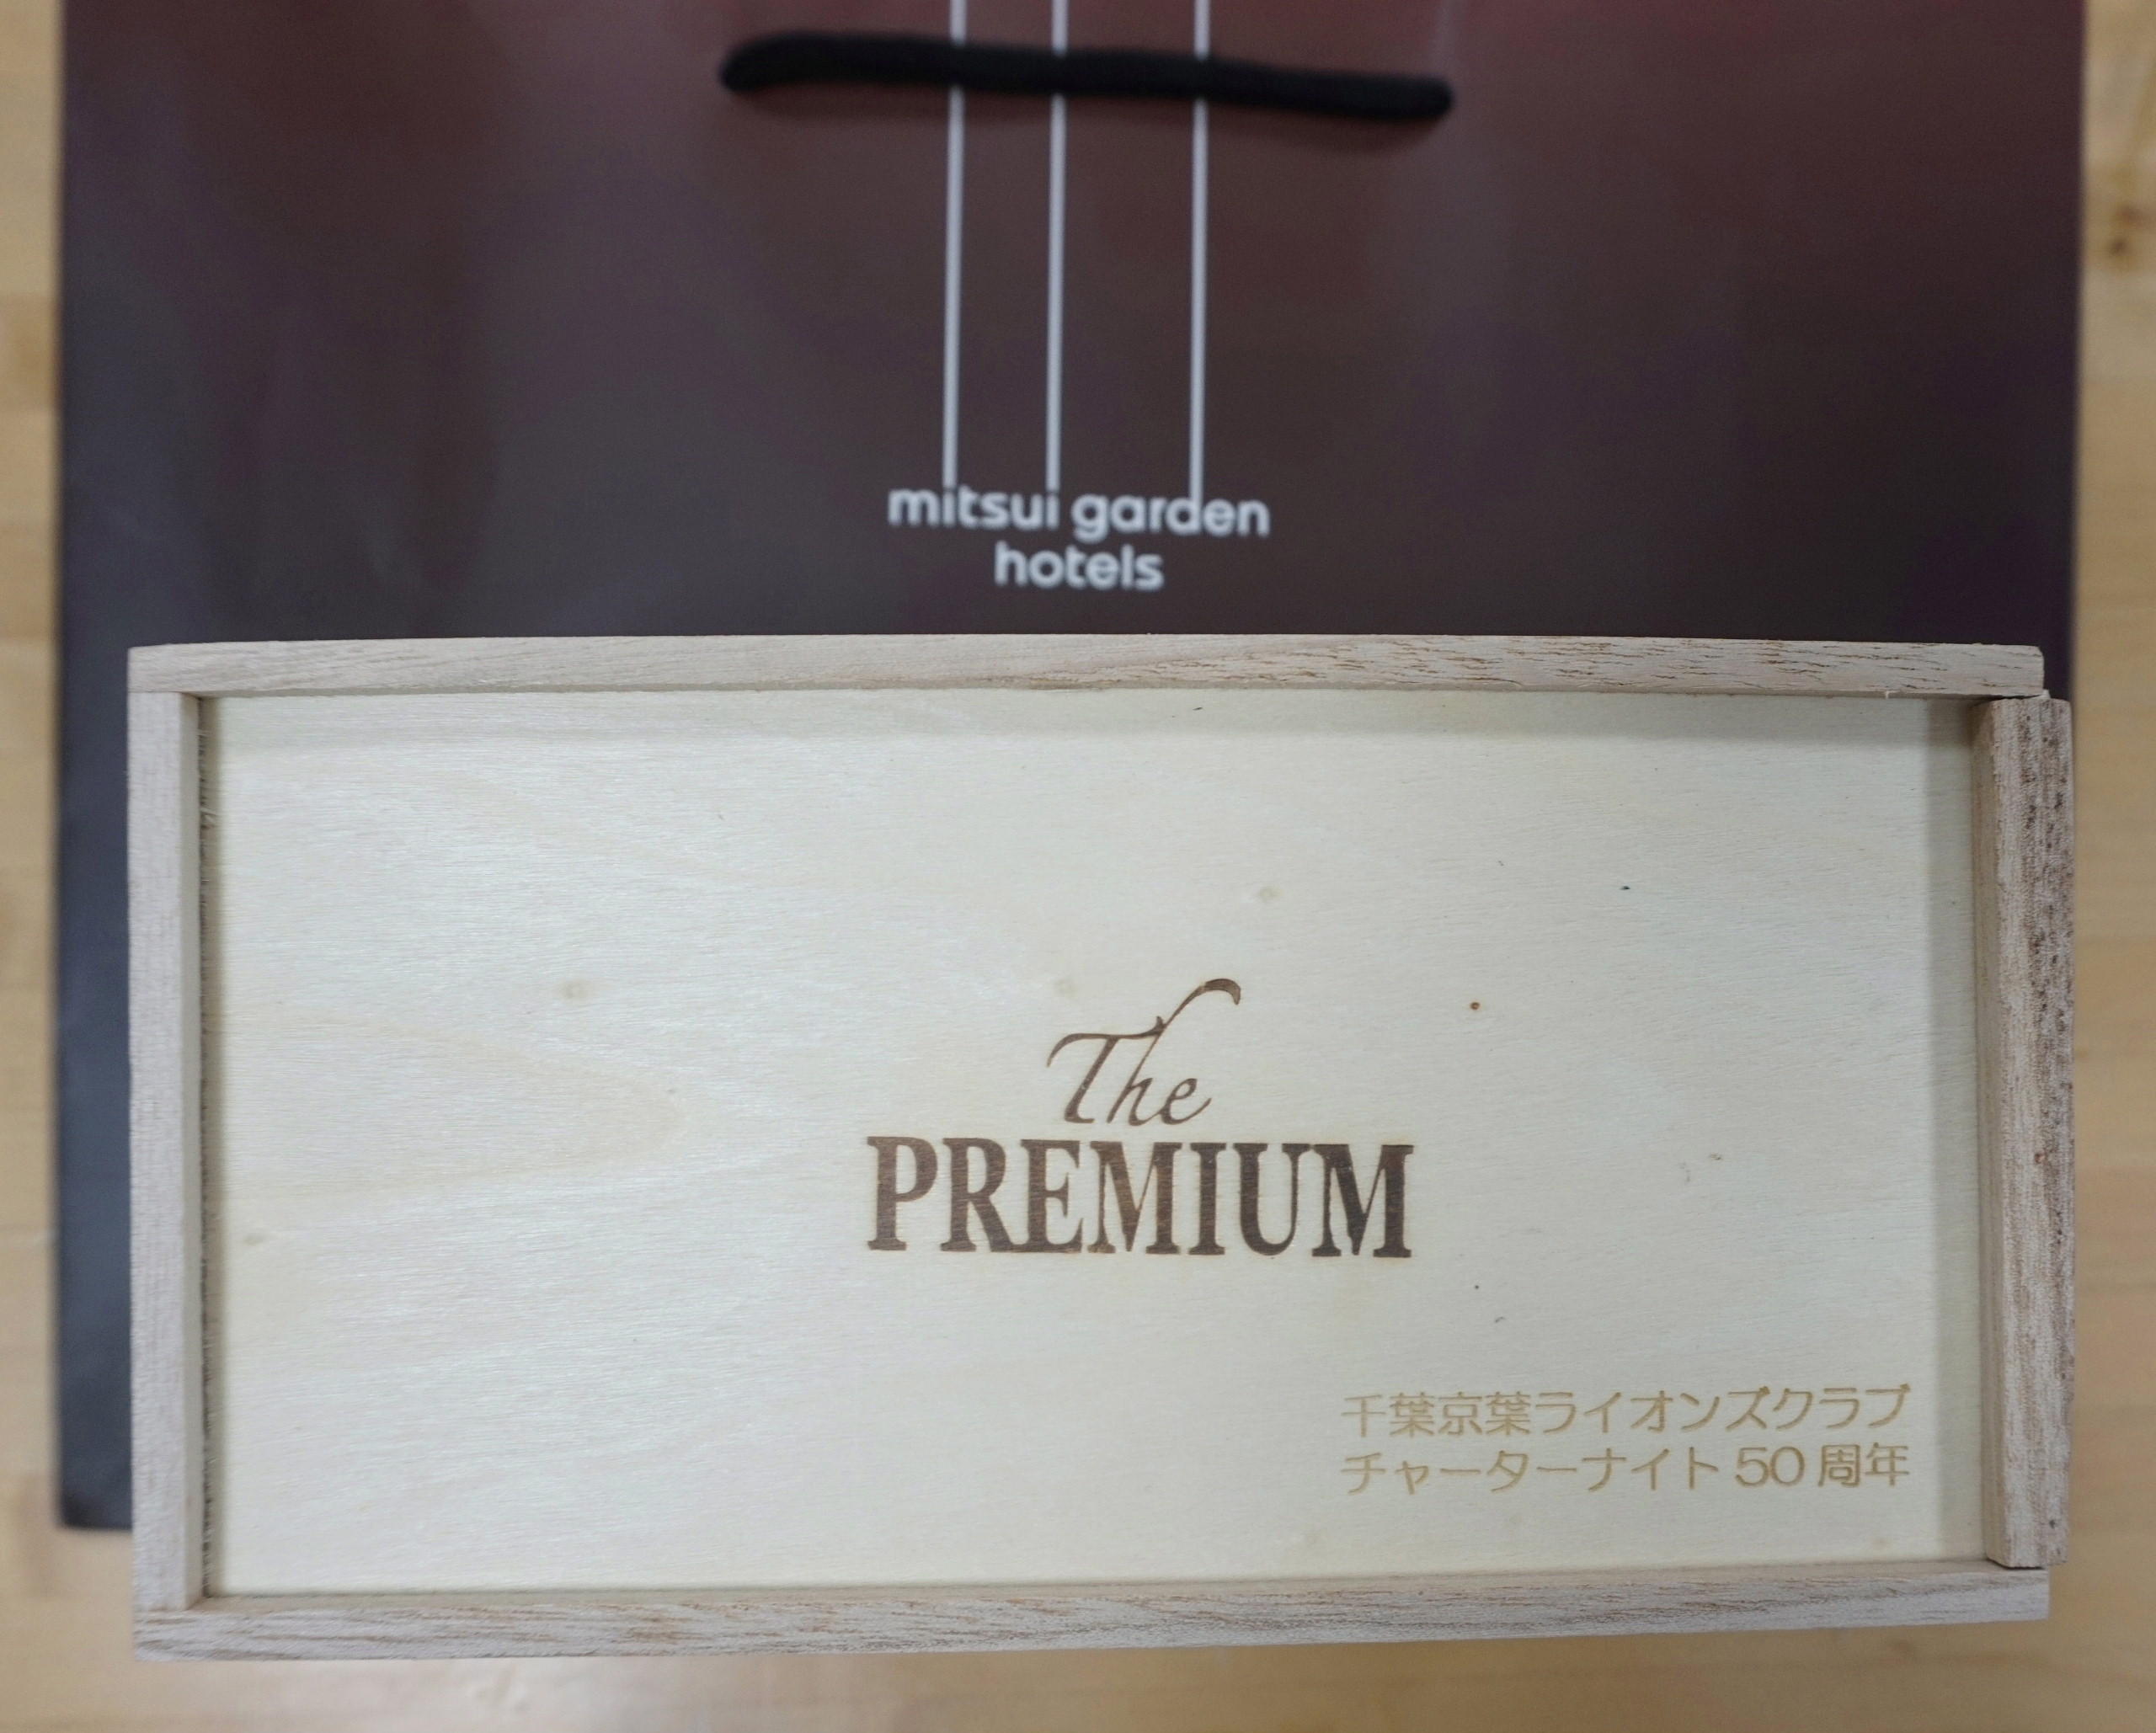 mitsui garden
hotels
The
PREMIUM
千葉京葉ライオンズクラブ
チャーターナイト50周年